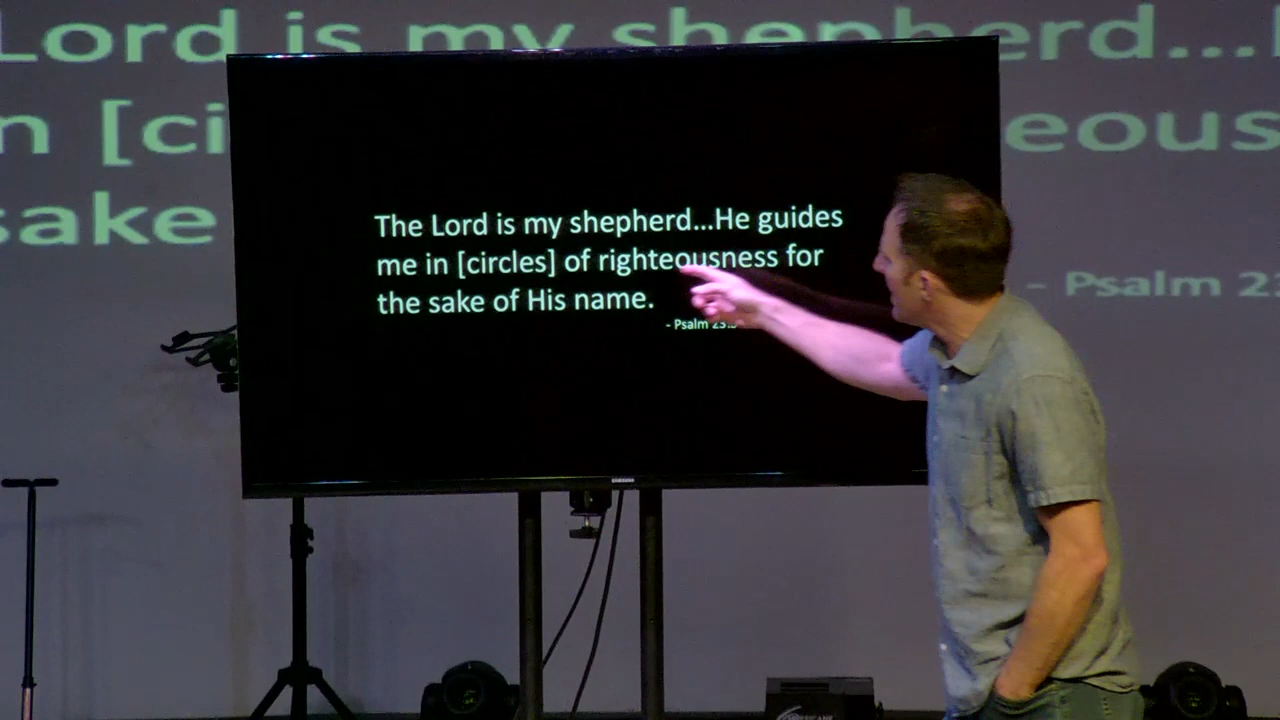 Lord is my shepherd...
n [ci
eous
sake
- Psalm 2
The Lord is my shepherd...He guides
me in [circles] of righteousness for
the sake of His name.
- Psalm 23:3